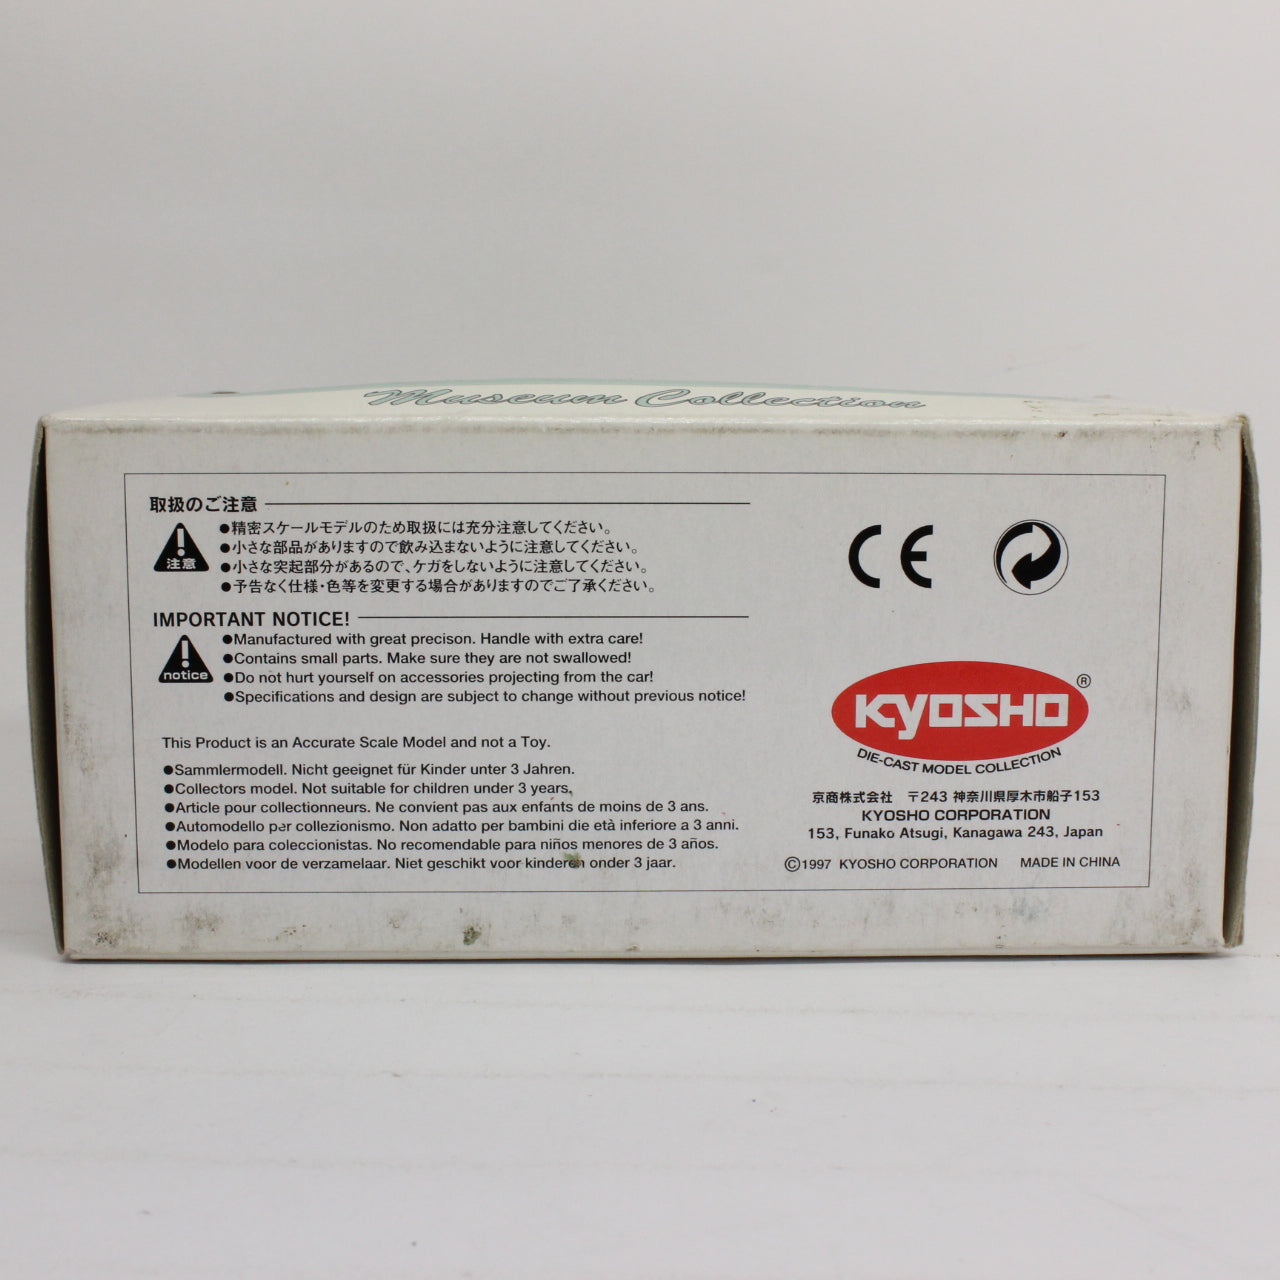 Museum Collection
取扱のご注意
注意
●精密スケールモデルのため取扱には充分注意してください。
●小さな部品がありますので飲み込まないように注意してください。
●小さな突起部分があるので、ケガをしないように注意してください。
●予告なく仕様・色等を変更する場合がありますのでご了承ください。
IMPORTANT NOTICE!
notice
●Manufactured with great precison. Handle with extra care!
●Contains small parts. Make sure they are not swallowed!
●Do not hurt yourself on accessories projecting from the car!
●Specifications and design are subject to change without previous notice!
This Product is an Accurate Scale Model and not a Toy.
●Sammlermodell. Nicht geeignet für Kinder unter 3 Jahren.
●Collectors model. Not suitable for children under 3 years.
●Article pour collectionneurs. Ne convient pas aux enfants de moins de 3 ans.
●Automodello per collezionismo. Non adatto per bambini die età inferiore a 3 anni.
●Modelo para coleccionistas. No recomendable para niños menores de 3 años.
●Modellen voor de verzamelaar. Niet geschikt voor kinderen onder 3 jaar.
CE
KYOSHO ®
DIE-CAST MODEL COLLECTION
京商株式会社 〒243 神奈川県厚木市船子153
KYOSHO CORPORATION
153, Funako Atsugi, Kanagawa 243, Japan
©1997 KYOSHO CORPORATION MADE IN CHINA